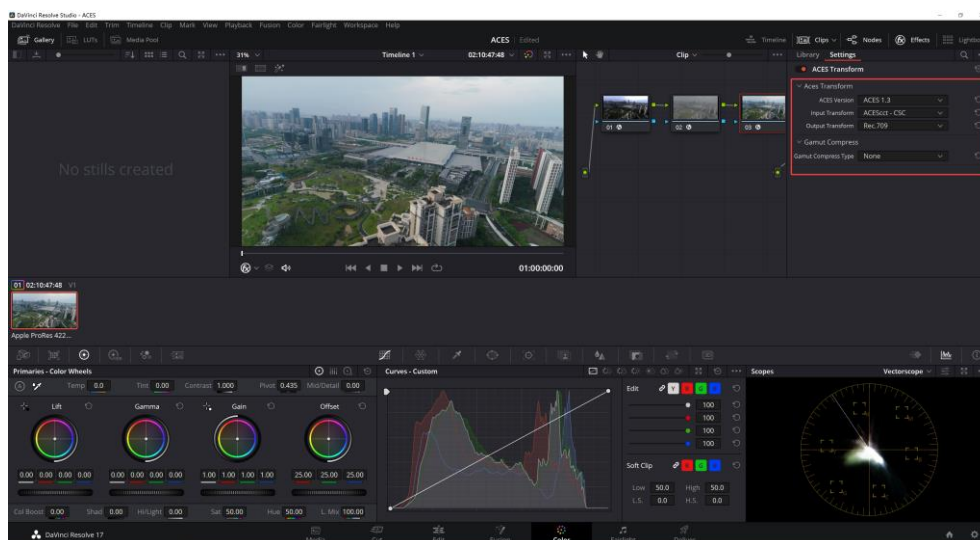 DaVinci Resolve Studio - ACES
DaVinci Resolve File Edit Trim Timeline Clip Mark View Playback Fusion Color Fairlight Workspace Help
Gallery LUTs Media Pool ACES Edited Timeline Clips Nodes Effects Lightbox
31% Timeline 1 02:10:47:48 Clip Library Settings
ACES Transform
Aces Transform
ACES Version ACES 1.3
Input Transform ACEScct - CSC
Output Transform Rec.709
Gamut Compress
Gamut Compress Type None
01 02 03
No stills created
01:00:00:00
01 02:10:47:48 V1
Apple ProRes 422...
Primaries - Color Wheels Curves - Custom Scopes Vectorscope
Temp 0.0 Tint 0.00 Contrast 1.000 Pivot 0.435 Mid/Detail 0.00 Edit Y R G B
Lift Gamma Gain Offset
100
100
100
100
Soft Clip R G B
0.00 0.00 0.00 0.00 0.00 0.00 0.00 0.00 1.00 1.00 1.00 1.00 25.00 25.00 25.00
Low 50.0 High 50.0
L.S. 0.0 H.S. 0.0
Col Boost 0.00 Shad 0.00 Hi/Light 0.00 Sat 50.00 Hue 50.00 L. Mix 100.00
DaVinci Resolve 17 Media Cut Edit Fusion Color Fairlight Deliver